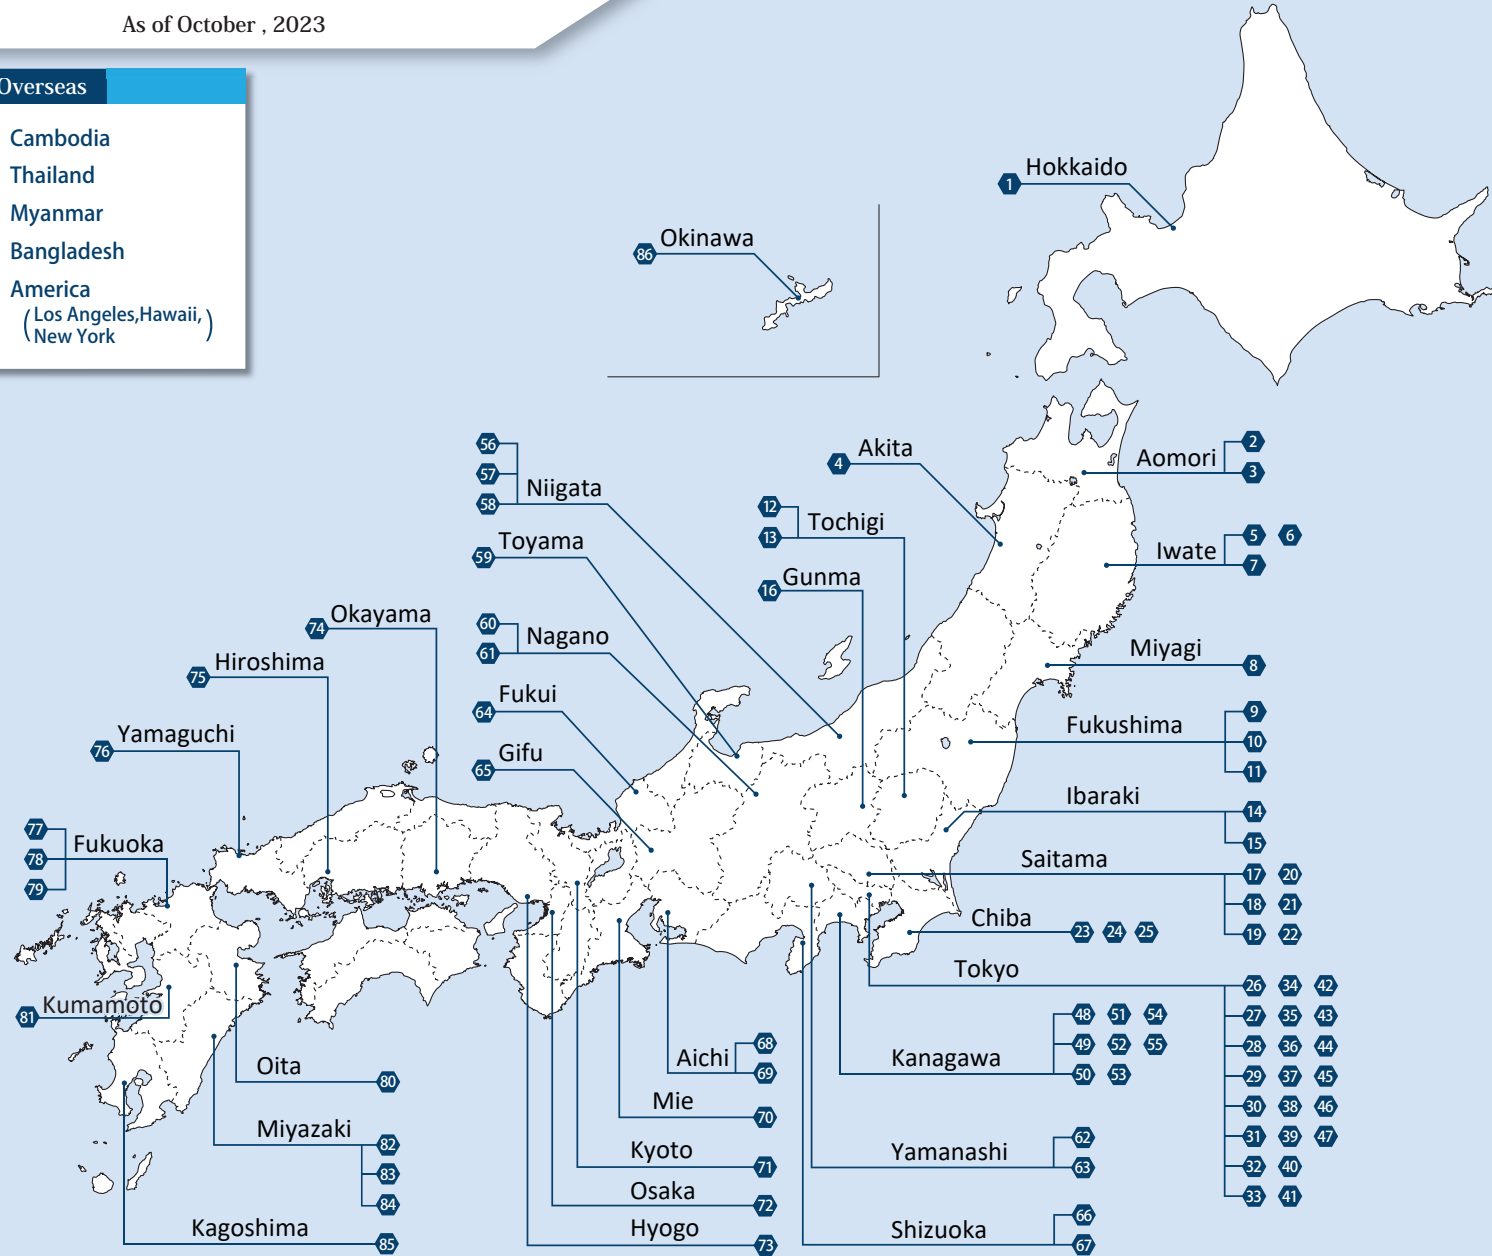 As of October , 2023
Overseas
Cambodia
Thailand
Myanmar
Bangladesh
America
(Los Angeles,Hawaii,
New York)
1 Hokkaido
86 Okinawa
Aomori 2
3
4 Akita
Iwate 5 6
7
Miyagi 8
Fukushima 9
10
11
12 Tochigi
13
Ibaraki 14
15
16 Gunma
Saitama 17 20
18 21
19 22
Chiba 23 24 25
Tokyo 26 34 42
27 35 43
28 36 44
29 37 45
30 38 46
31 39 47
32 40
33 41
Kanagawa 48 51 54
49 52 55
50 53
56
57
58 Niigata
59 Toyama
60 Nagano
61
Yamanashi 62
63
64 Fukui
65 Gifu
Shizuoka 66
67
Aichi 68
69
Mie 70
Kyoto 71
Osaka 72
Hyogo 73
74 Okayama
75 Hiroshima
76 Yamaguchi
77
78 Fukuoka
79
Oita 80
81 Kumamoto
Miyazaki 82
83
84
Kagoshima 85